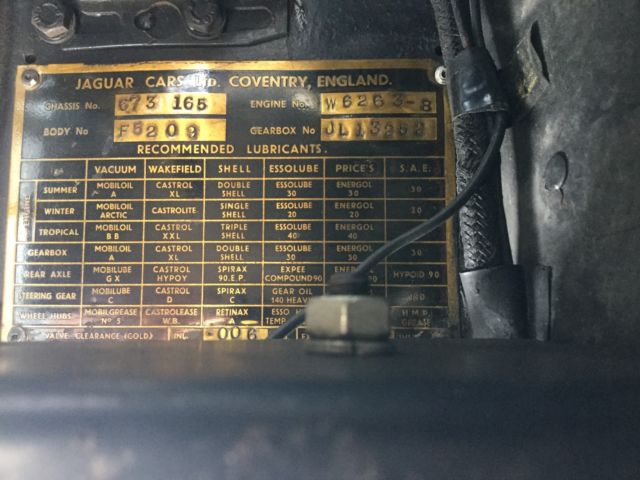 JAGUAR CARS LTD. COVENTRY, ENGLAND.
CHASSIS No. 673 165 ENGINE No. W6263-8
BODY No F5209 GEARBOX No JL13252
RECOMMENDED LUBRICANTS.
VACUUM WAKEFIELD SHELL ESSOLUBE PRICE'S S.A.E.
SUMMER MOBILOIL A CASTROL XL DOUBLE SHELL ESSOLUBE 30 ENERGOL 30 30
WINTER MOBILOIL ARCTIC CASTROLITE SINGLE SHELL ESSOLUBE 20 ENERGOL 20 20
TROPICAL MOBILOIL BB CASTROL XXL TRIPLE SHELL ESSOLUBE 40 ENERGOL 40
GEARBOX MOBILOIL A CASTROL XL DOUBLE SHELL ESSOLUBE 30 ENERGOL 30 30
REAR AXLE MOBILUBE GX CASTROL HYPOY SPIRAX 90.E.P. EXPEE COMPOUND 90 HYPOID 90
STEERING GEAR MOBILUBE C CASTROL D SPIRAX C GEAR OIL 140 HEAVY
WHEEL HUBS MOBILGREASE No 5 CASTROLEASE W.B. RETINAX A ESSO TEMP H.M.P. GREASE
VALVE CLEARANCE (COLD) INL. .006